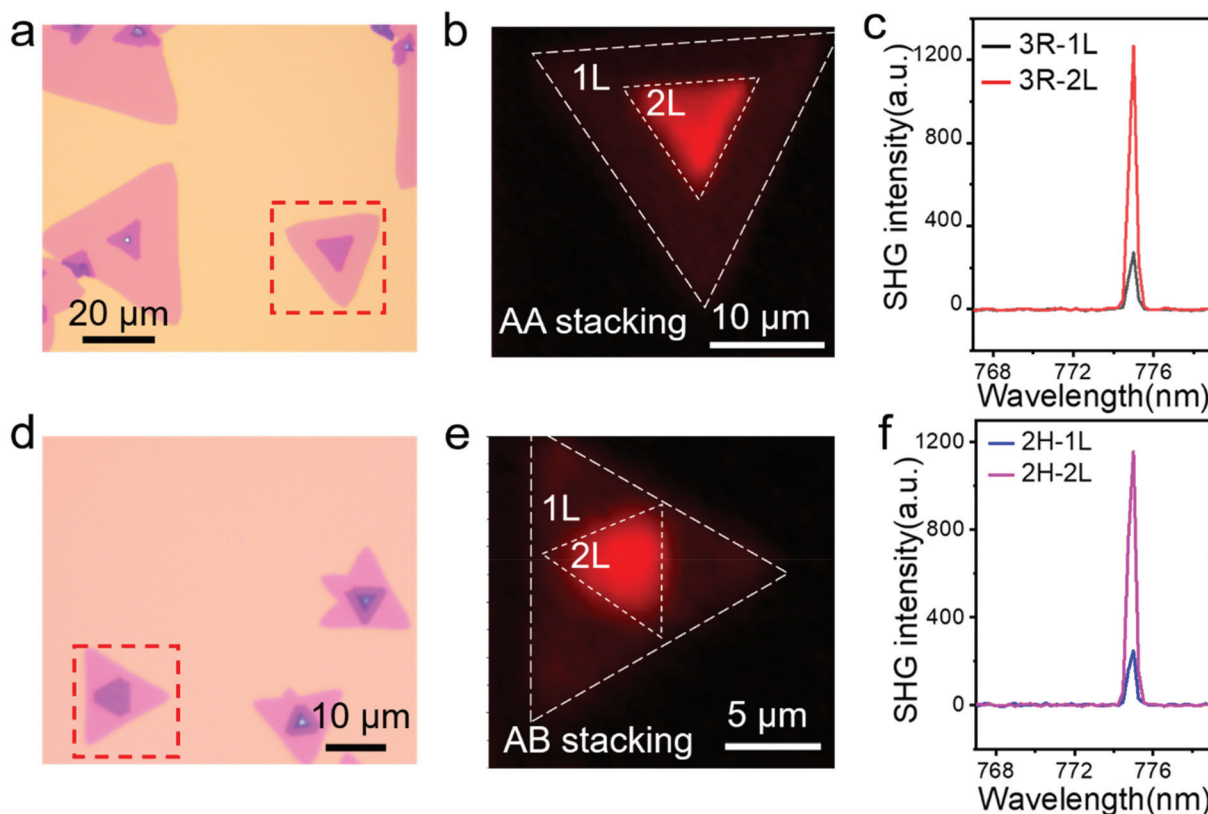 a
20 μm
b
1L
2L
AA stacking
10 μm
c
3R-1L
3R-2L
SHG intensity(a.u.)
1200
800
400
0
768
772
776
Wavelength(nm)
d
10 μm
e
1L
2L
AB stacking
5 μm
f
2H-1L
2H-2L
SHG intensity(a.u.)
1200
800
400
0
768
772
776
Wavelength(nm)